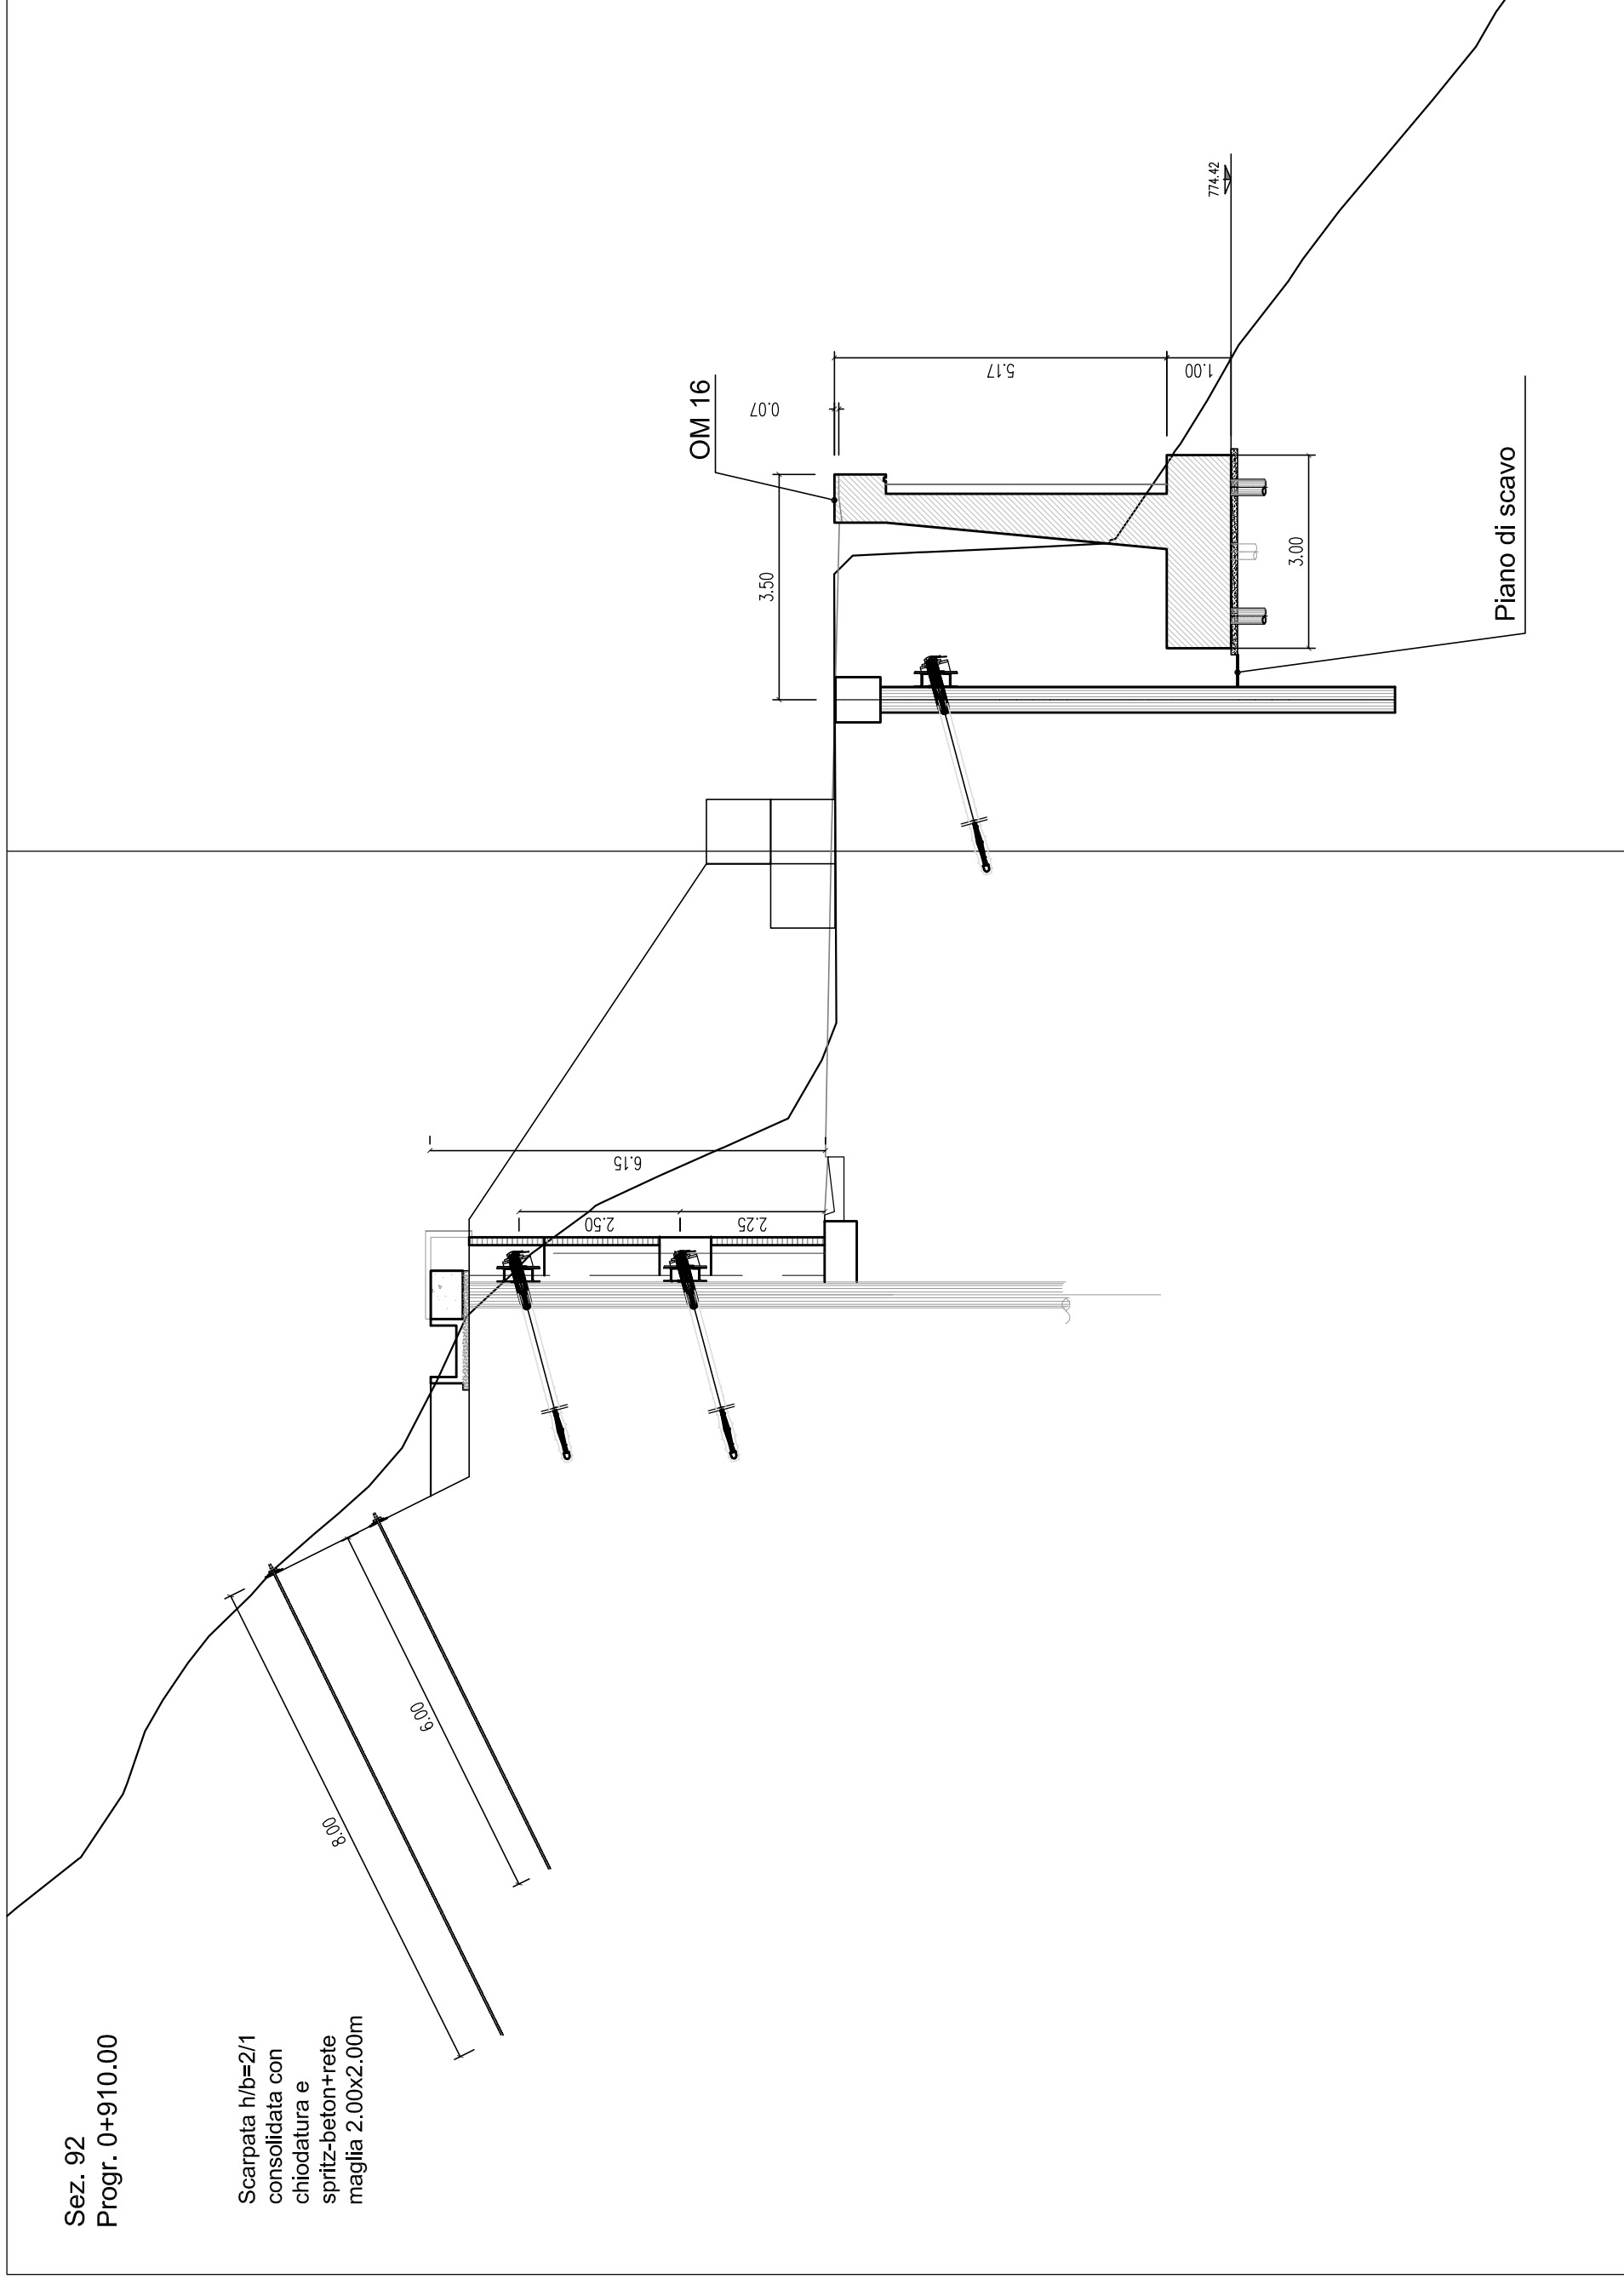 Sez. 92
Progr. 0+910.00
Scarpata h/b=2/1
consolidata con
chiodatura e
spritz-beton+rete
maglia 2.00x2.00m
8.00
6.00
6.15
2.50
2.25
OM 16
0.07
3.50
5.17
1.00
774.42
3.00
Piano di scavo